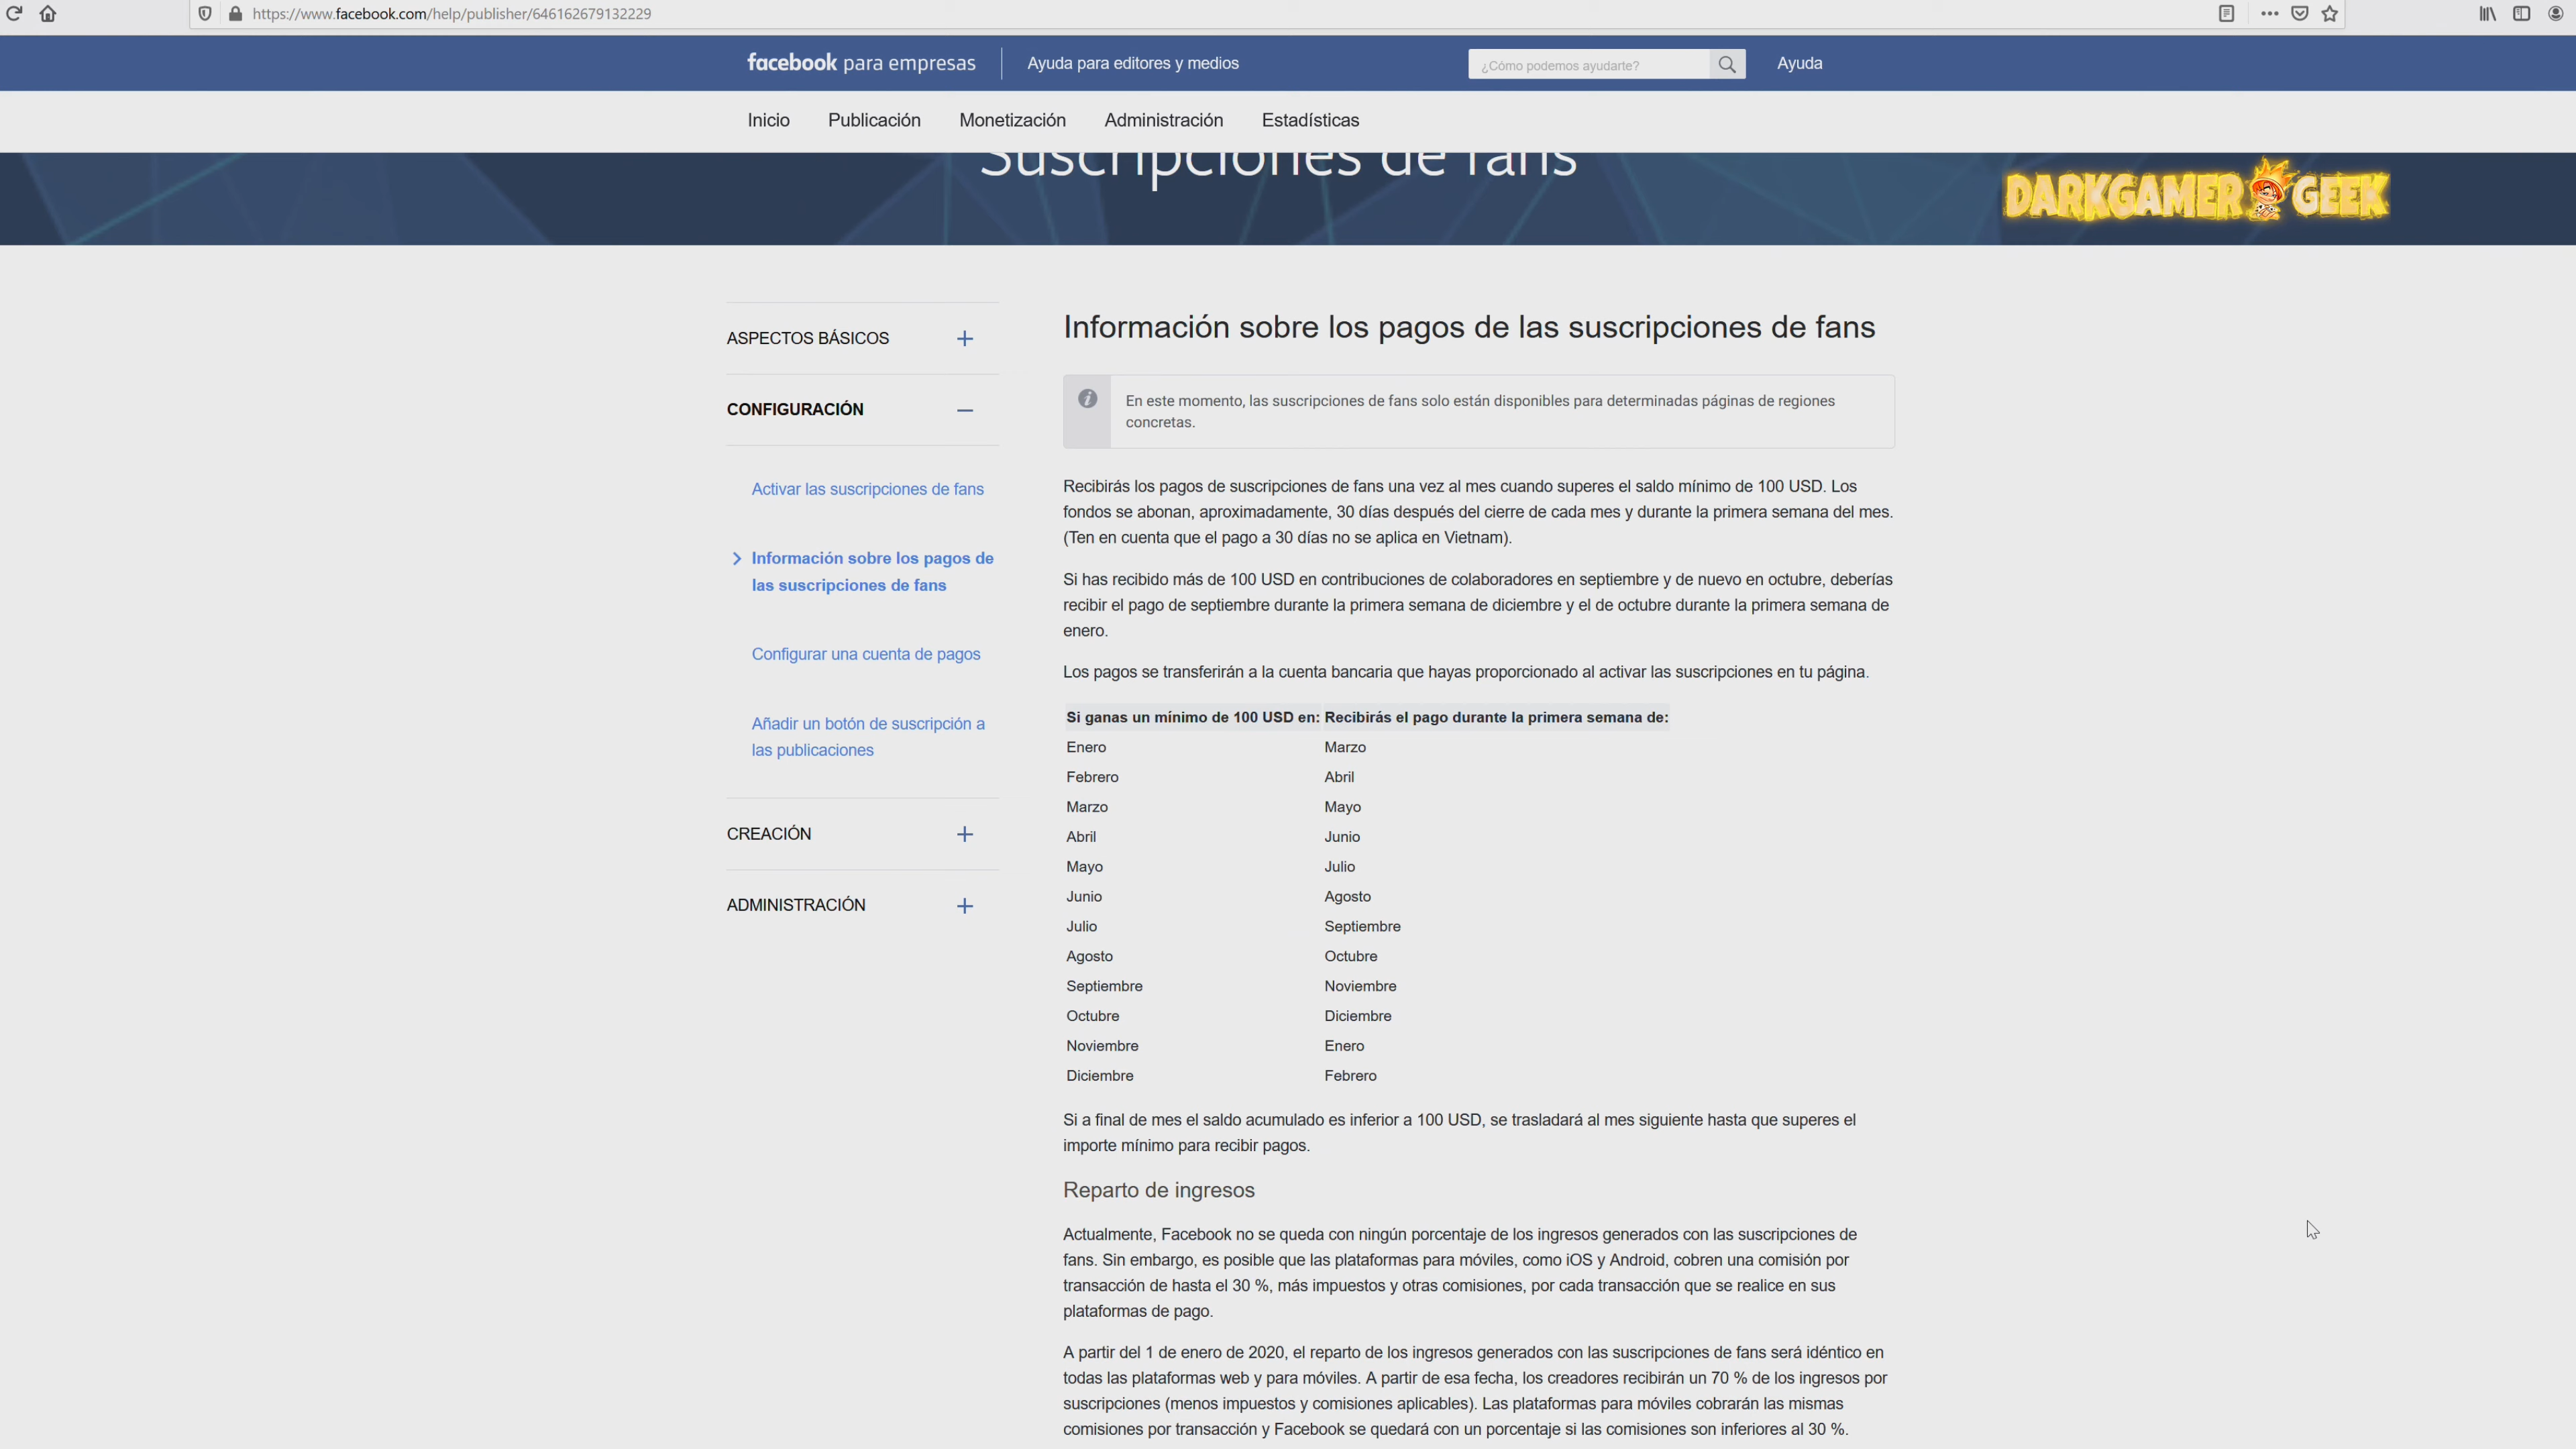 https://www.facebook.com/help/publisher/646162679132229
facebook para empresas
Ayuda para editores y medios
¿Cómo podemos ayudarte?
Ayuda
Inicio
Publicación
Monetización
Administración
Estadísticas
Suscripciones de fans
DARKGAMER GEEK
ASPECTOS BÁSICOS
CONFIGURACIÓN
Activar las suscripciones de fans
Información sobre los pagos de
las suscripciones de fans
Configurar una cuenta de pagos
Añadir un botón de suscripción a
las publicaciones
CREACIÓN
ADMINISTRACIÓN
Información sobre los pagos de las suscripciones de fans
En este momento, las suscripciones de fans solo están disponibles para determinadas páginas de regiones
concretas.
Recibirás los pagos de suscripciones de fans una vez al mes cuando superes el saldo mínimo de 100 USD. Los
fondos se abonan, aproximadamente, 30 días después del cierre de cada mes y durante la primera semana del mes.
(Ten en cuenta que el pago a 30 días no se aplica en Vietnam).
Si has recibido más de 100 USD en contribuciones de colaboradores en septiembre y de nuevo en octubre, deberías
recibir el pago de septiembre durante la primera semana de diciembre y el de octubre durante la primera semana de
enero.
Los pagos se transferirán a la cuenta bancaria que hayas proporcionado al activar las suscripciones en tu página.
Si ganas un mínimo de 100 USD en: Recibirás el pago durante la primera semana de:
Enero Marzo
Febrero Abril
Marzo Mayo
Abril Junio
Mayo Julio
Junio Agosto
Julio Septiembre
Agosto Octubre
Septiembre Noviembre
Octubre Diciembre
Noviembre Enero
Diciembre Febrero
Si a final de mes el saldo acumulado es inferior a 100 USD, se trasladará al mes siguiente hasta que superes el
importe mínimo para recibir pagos.
Reparto de ingresos
Actualmente, Facebook no se queda con ningún porcentaje de los ingresos generados con las suscripciones de
fans. Sin embargo, es posible que las plataformas para móviles, como iOS y Android, cobren una comisión por
transacción de hasta el 30 %, más impuestos y otras comisiones, por cada transacción que se realice en sus
plataformas de pago.
A partir del 1 de enero de 2020, el reparto de los ingresos generados con las suscripciones de fans será idéntico en
todas las plataformas web y para móviles. A partir de esa fecha, los creadores recibirán un 70 % de los ingresos por
suscripciones (menos impuestos y comisiones aplicables). Las plataformas para móviles cobrarán las mismas
comisiones por transacción y Facebook se quedará con un porcentaje si las comisiones son inferiores al 30 %.